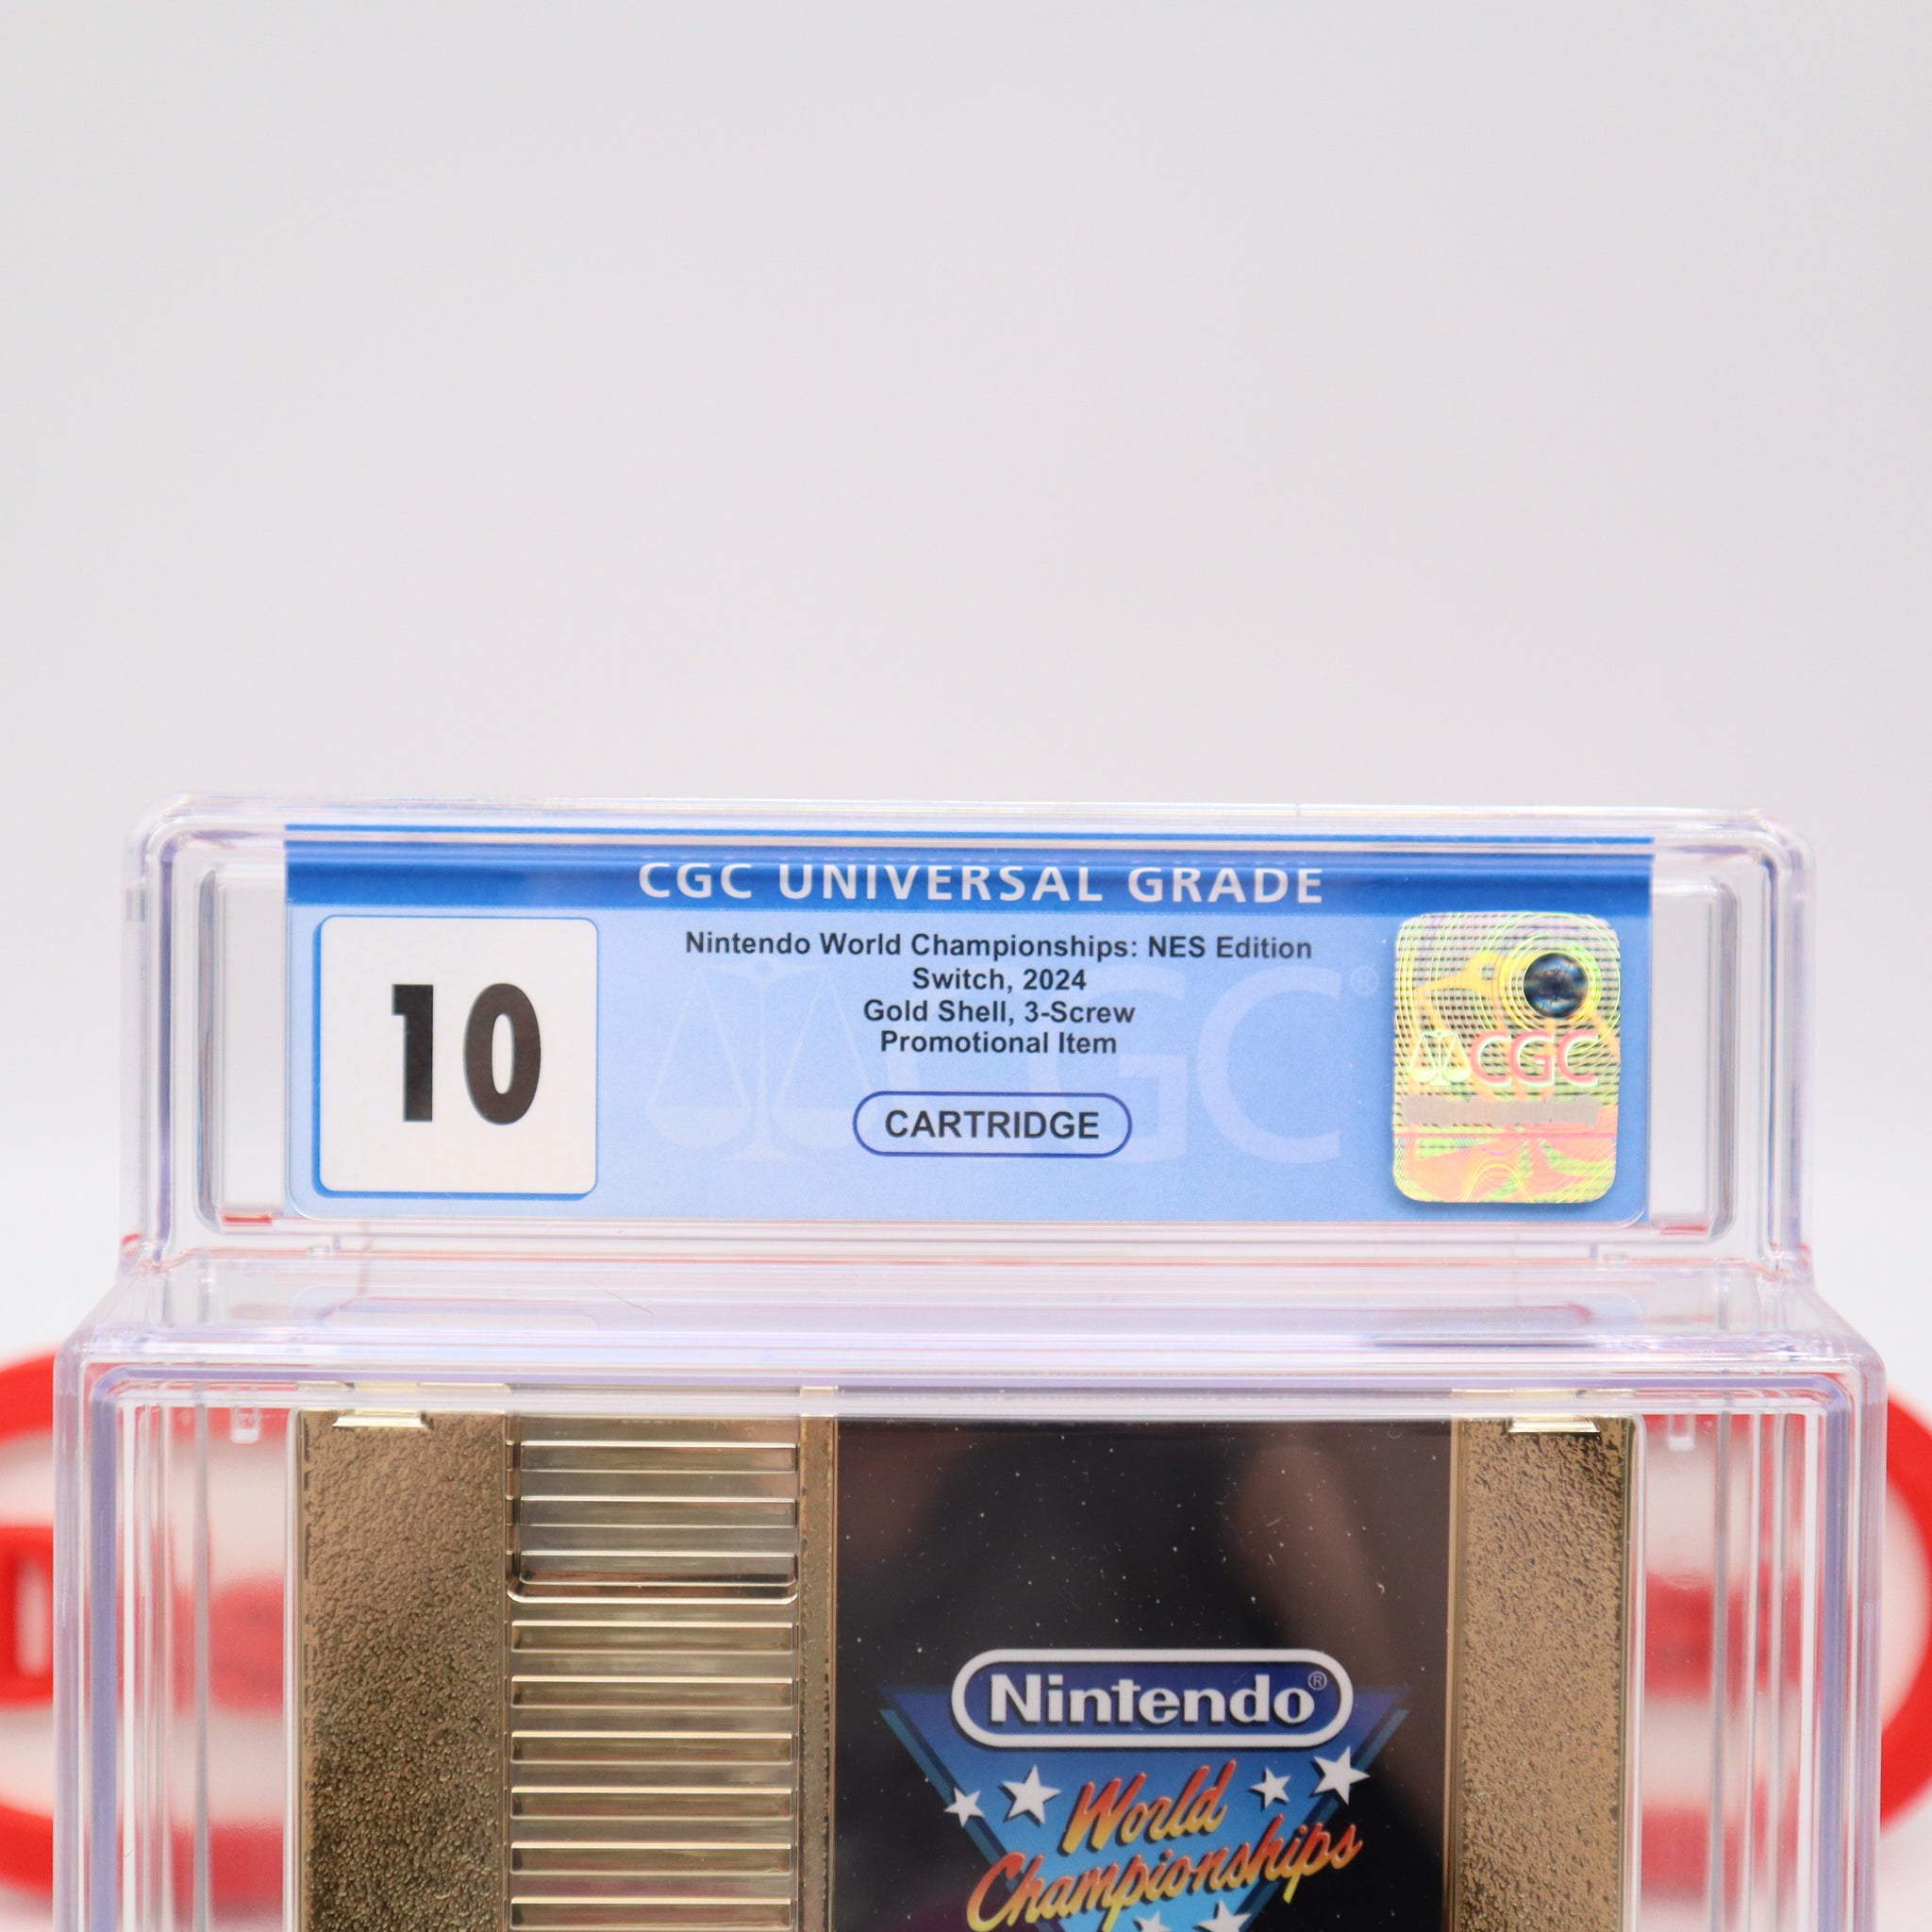 CGC UNIVERSAL GRADE
10
Nintendo World Championships: NES Edition
Switch, 2024
Gold Shell, 3-Screw
Promotional Item
CARTRIDGE
CGC®
CGC
Nintendo®
World
Championships